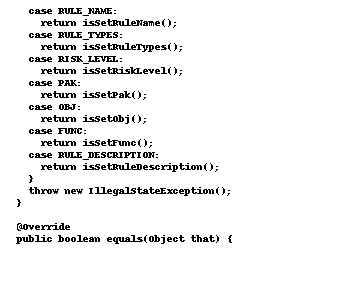 case RULE_NAME:
return isSetRuleName();
case RULE_TYPES:
return isSetRuleTypes();
case RISK_LEVEL:
return isSetRiskLevel();
case PAK:
return isSetPak();
case OBJ:
return isSetObj();
case FUNC:
return isSetFunc();
case RULE_DESCRIPTION:
return isSetRuleDescription();
}
throw new IllegalStateException();
}
@Override
public boolean equals(Object that) {